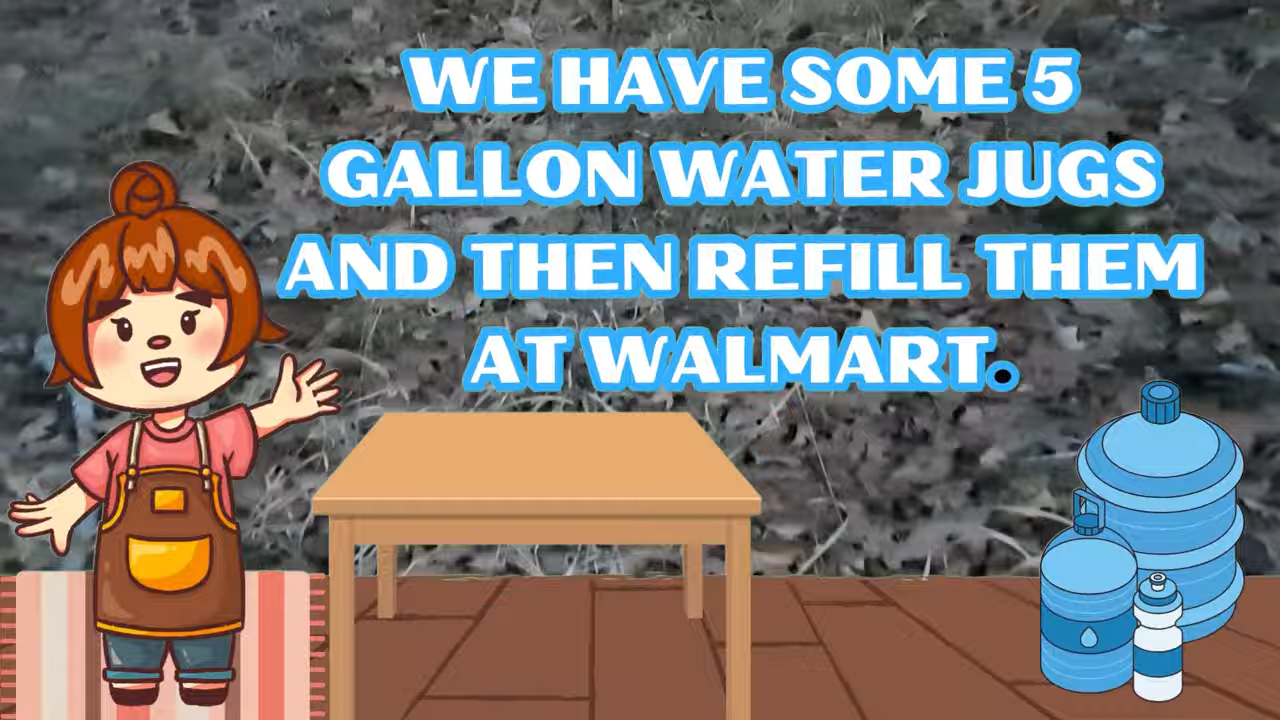 WE HAVE SOME 5
GALLON WATER JUGS
AND THEN REFILL THEM
AT WALMART.